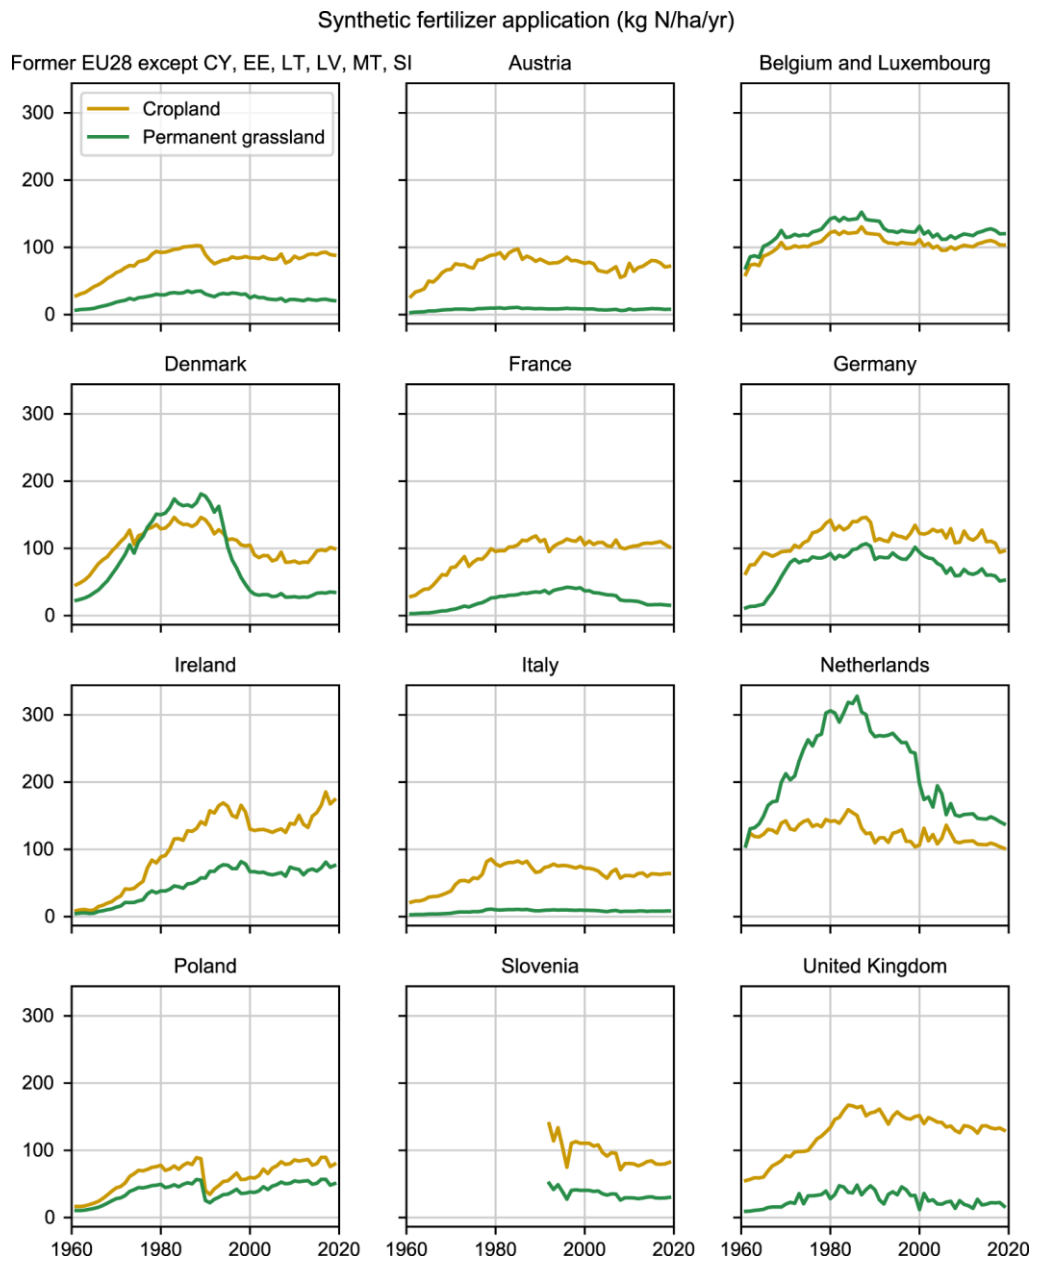 Synthetic fertilizer application (kg N/ha/yr)
Former EU28 except CY, EE, LT, LV, MT, SI
Austria
Belgium and Luxembourg
300
200
100
0
Cropland
Permanent grassland
Denmark
France
Germany
300
200
100
0
Ireland
Italy
Netherlands
300
200
100
0
Poland
Slovenia
United Kingdom
300
200
100
0
1960 1980 2000 2020
1960 1980 2000 2020
1960 1980 2000 2020